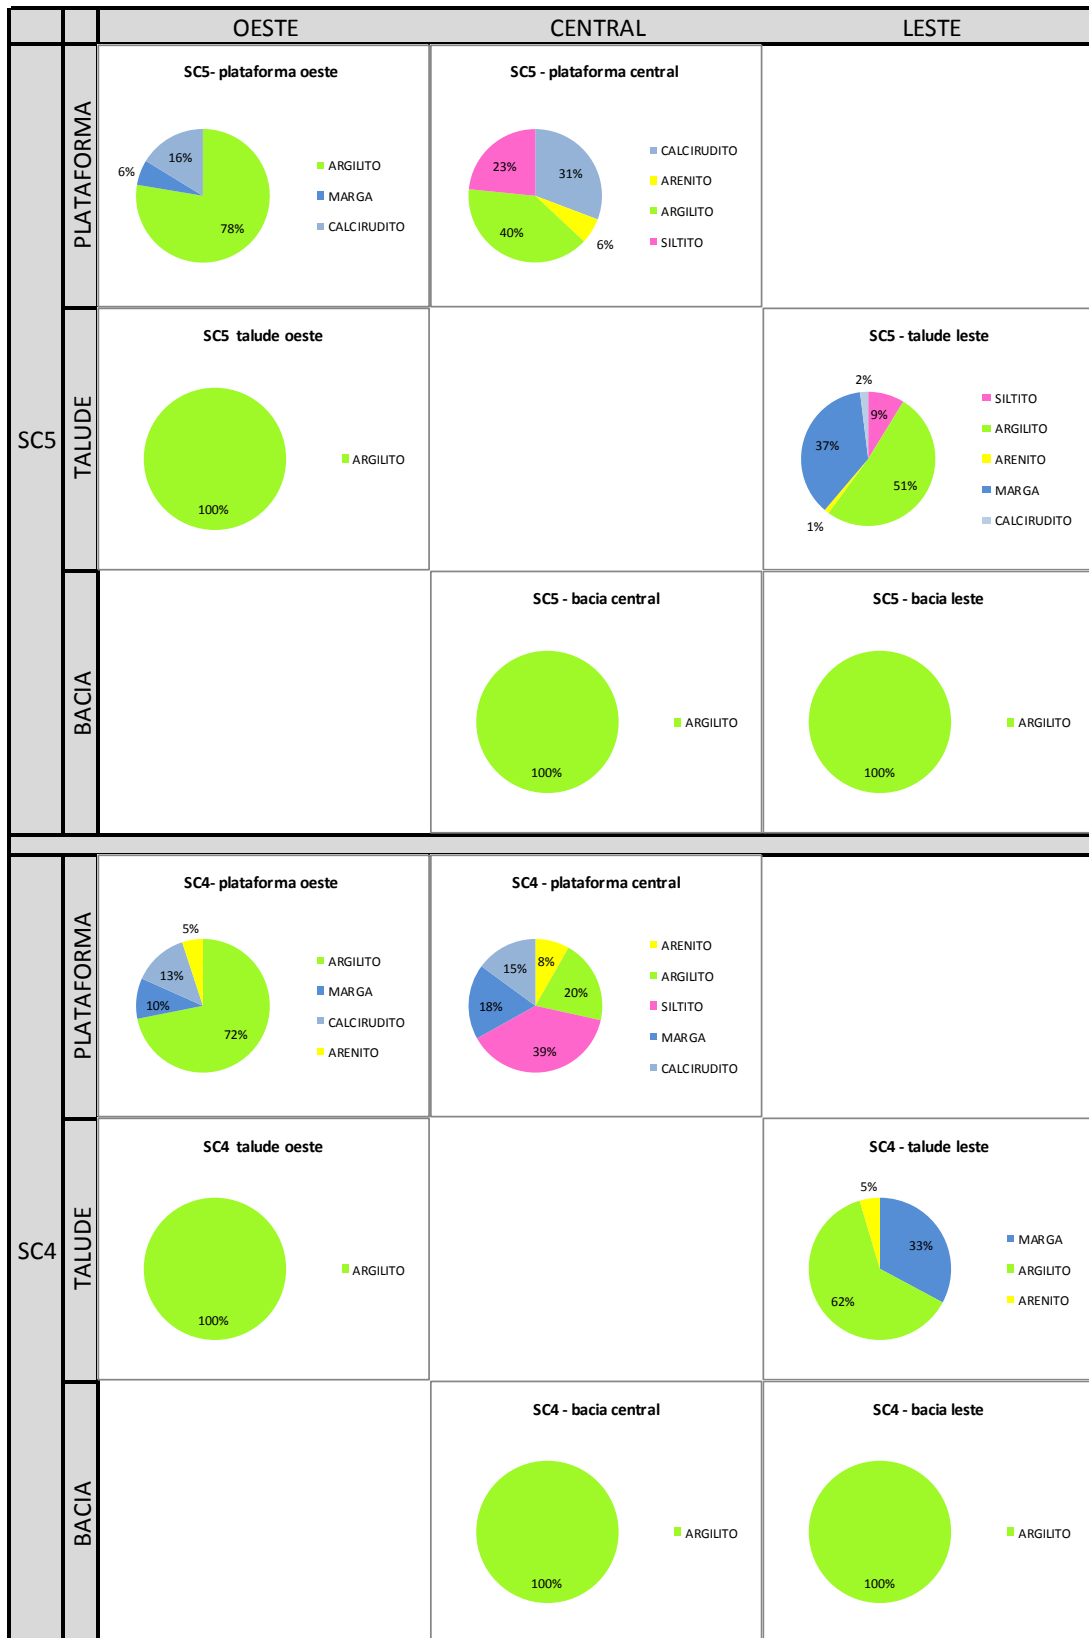 OESTE CENTRAL LESTE
SC5
PLATAFORMA
SC5- plataforma oeste
16%
6%
78%
ARGILITO
MARGA
CALCIRUDITO
SC5 - plataforma central
23%
31%
40%
6%
CALCIRUDITO
ARENITO
ARGILITO
SILTITO
TALUDE
SC5 talude oeste
100%
ARGILITO
SC5 - talude leste
2%
9%
37%
51%
1%
SILTITO
ARGILITO
ARENITO
MARGA
CALCIRUDITO
BACIA
SC5 - bacia central
100%
ARGILITO
SC5 - bacia leste
100%
ARGILITO
SC4
PLATAFORMA
SC4- plataforma oeste
5%
13%
10%
72%
ARGILITO
MARGA
CALCIRUDITO
ARENITO
SC4 - plataforma central
15%
8%
18%
20%
39%
ARENITO
ARGILITO
SILTITO
MARGA
CALCIRUDITO
TALUDE
SC4 talude oeste
100%
ARGILITO
SC4 - talude leste
5%
33%
62%
MARGA
ARGILITO
ARENITO
BACIA
SC4 - bacia central
100%
ARGILITO
SC4 - bacia leste
100%
ARGILITO